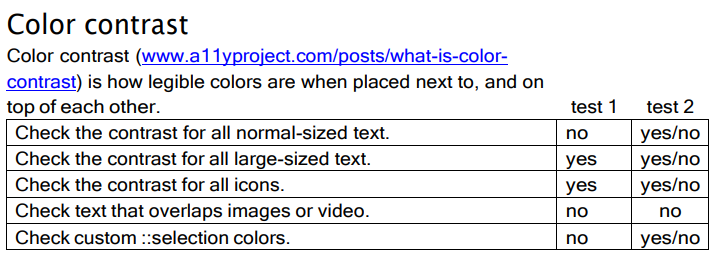 Color contrast
Color contrast (www.a11yproject.com/posts/what-is-color-
contrast) is how legible colors are when placed next to, and on
top of each other. test 1 test 2
Check the contrast for all normal-sized text. no yes/no
Check the contrast for all large-sized text. yes yes/no
Check the contrast for all icons. yes yes/no
Check text that overlaps images or video. no no
Check custom ::selection colors. no yes/no